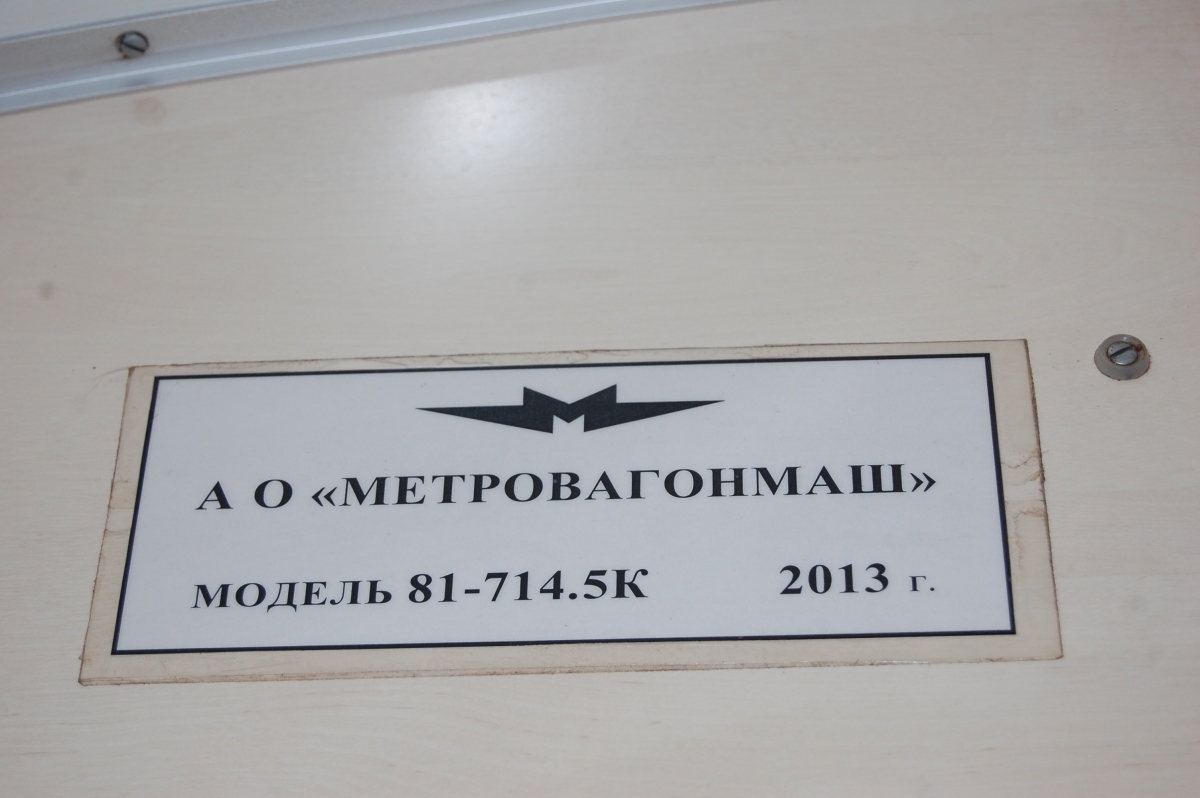 А О «МЕТРОВАГОНМАШ»
МОДЕЛЬ 81-714.5К 2013 г.